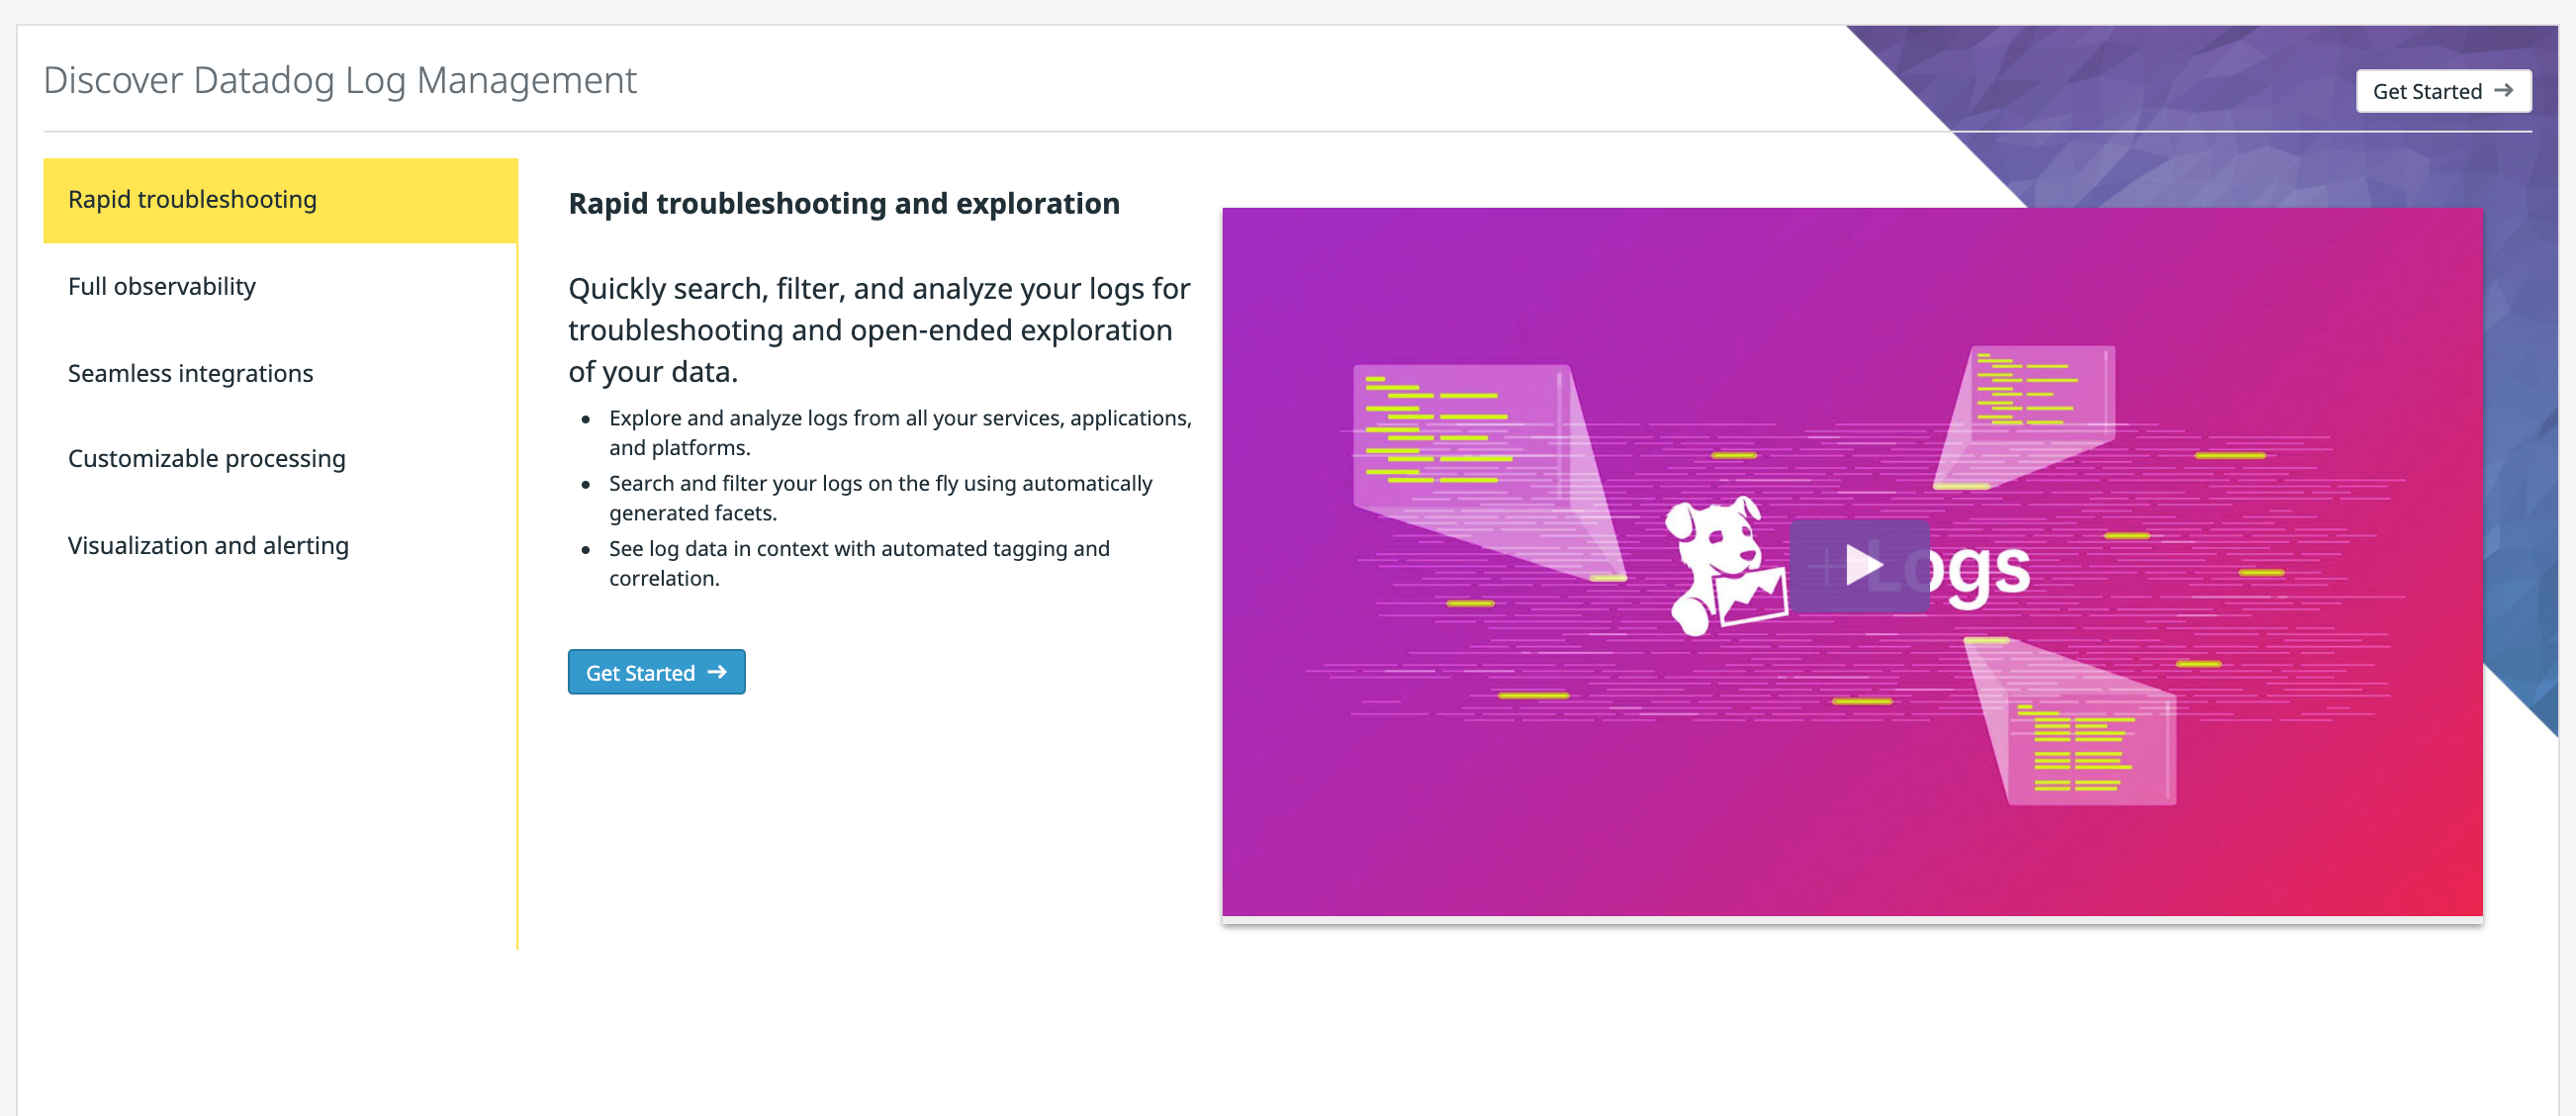 Discover Datadog Log Management
Get Started
Rapid troubleshooting
Full observability
Seamless integrations
Customizable processing
Visualization and alerting
Rapid troubleshooting and exploration
Quickly search, filter, and analyze your logs for
troubleshooting and open-ended exploration
of your data.
• Explore and analyze logs from all your services, applications,
and platforms.
• Search and filter your logs on the fly using automatically
generated facets.
• See log data in context with automated tagging and
correlation.
Get Started
+ Logs